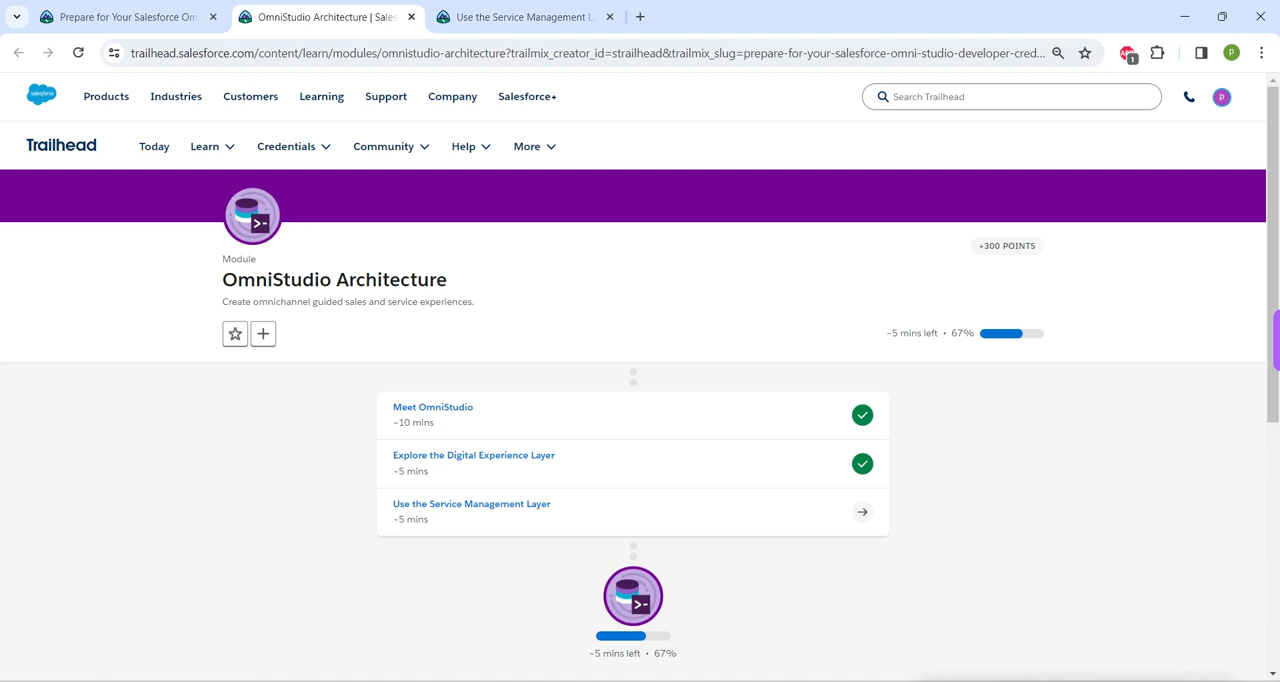 Prepare for Your Salesforce Om
OmniStudio Architecture | Sales
Use the Service Management L
trailhead.salesforce.com/content/learn/modules/omnistudio-architecture?trailmix_creator_id=strailhead&trailmix_slug=prepare-for-your-salesforce-omni-studio-developer-cred...
ABP
1
P
salesforce
Products
Industries
Customers
Learning
Support
Company
Salesforce+
Search Trailhead
P
Trailhead
Today
Learn
Credentials
Community
Help
More
+300 POINTS
Module
OmniStudio Architecture
Create omnichannel guided sales and service experiences.
~5 mins left • 67%
Meet OmniStudio
~10 mins
Explore the Digital Experience Layer
~5 mins
Use the Service Management Layer
~5 mins
~5 mins left • 67%